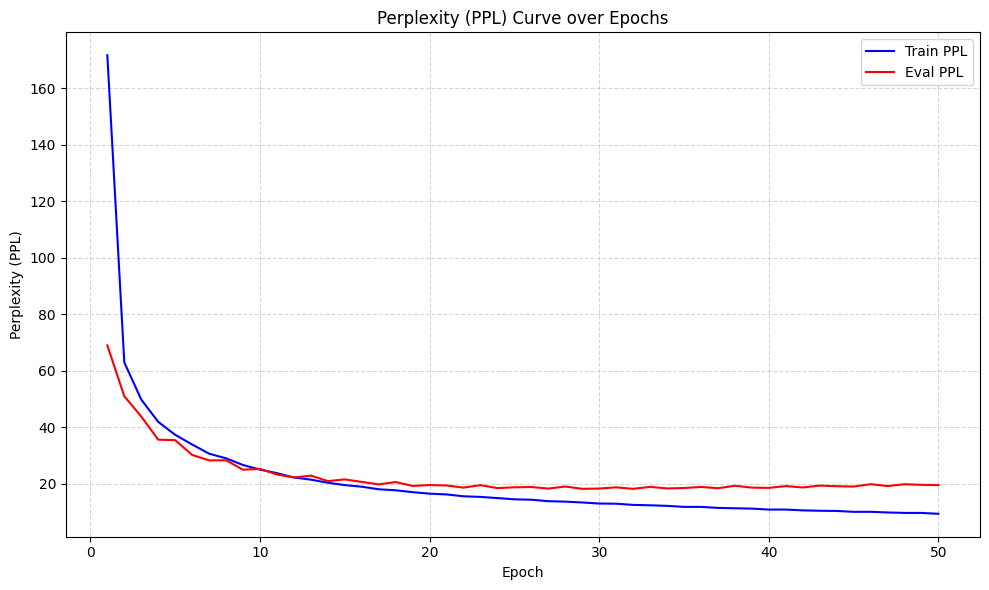 Perplexity (PPL) Curve over Epochs
Train PPL
Eval PPL
Perplexity (PPL)
160
140
120
100
80
60
40
20
0 10 20 30 40 50
Epoch